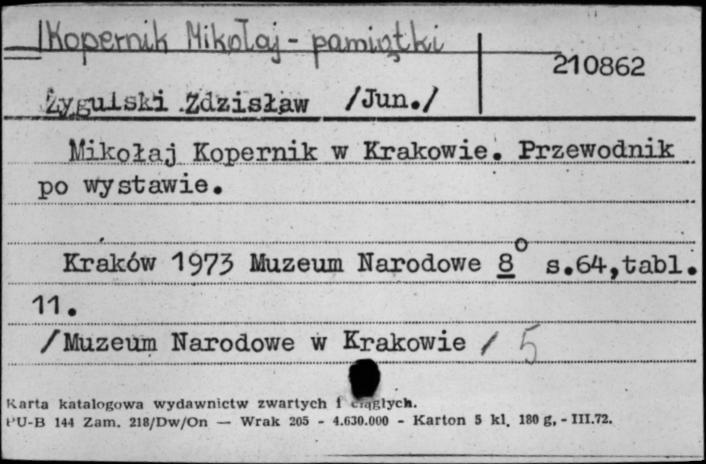 Kopernik Mikołaj - pamiątki
210862
Żygulski Zdzisław /Jun./
Mikołaj Kopernik w Krakowie. Przewodnik
po wystawie.
Kraków 1973 Muzeum Narodowe 8° s.64,tabl.
11.
/Muzeum Narodowe w Krakowie / 5
Karta katalogowa wydawnictw zwartych i ciągłych.
PU-B 144 Zam. 218/Dw/On — Wrak 205 - 4.630.000 - Karton 5 kl. 180 g. - III.72.